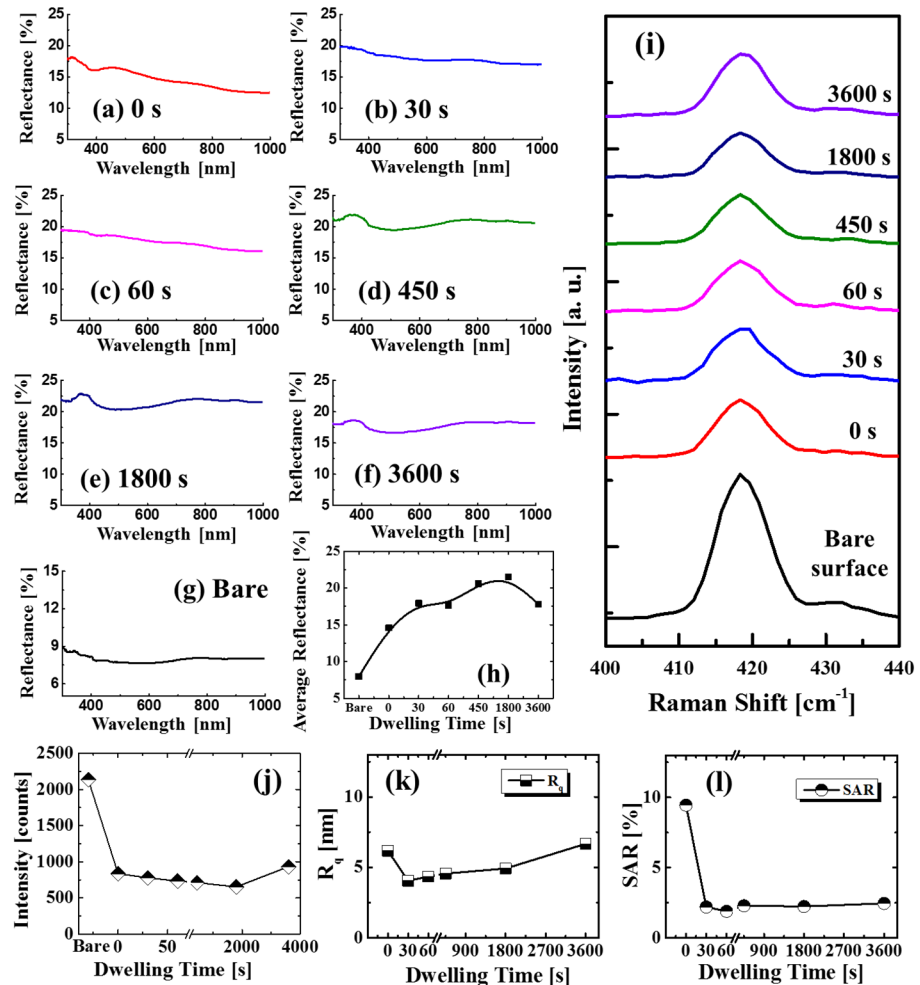 Reflectance [%]
25
20
15
10
5
(a) 0 s
400 600 800 1000
Wavelength [nm]
Reflectance [%]
25
20
15
10
5
(b) 30 s
400 600 800 1000
Wavelength [nm]
Reflectance [%]
25
20
15
10
5
(c) 60 s
400 600 800 1000
Wavelength [nm]
Reflectance [%]
25
20
15
10
5
(d) 450 s
400 600 800 1000
Wavelength [nm]
Reflectance [%]
25
20
15
10
5
(e) 1800 s
400 600 800 1000
Wavelength [nm]
Reflectance [%]
25
20
15
10
5
(f) 3600 s
400 600 800 1000
Wavelength [nm]
Reflectance [%]
15
12
9
6
(g) Bare
400 600 800 1000
Wavelength [nm]
Average Reflectance [%]
25
20
15
10
5
(h)
Bare 0 30 60 450 1800 3600
Dwelling Time [s]
(i)
Intensity [a. u.]
3600 s
1800 s
450 s
60 s
30 s
0 s
Bare
surface
400 410 420 430 440
Raman Shift [cm-1]
Intensity [counts]
2500
2000
1500
1000
500
0
(j)
Bare 0 50 2000 4000
Dwelling Time [s]
Rq [nm]
10
5
0
(k)
Rq
0 30 60 900 1800 2700 3600
Dwelling Time [s]
SAR [%]
10
5
0
(l)
SAR
0 30 60 900 1800 2700 3600
Dwelling Time [s]